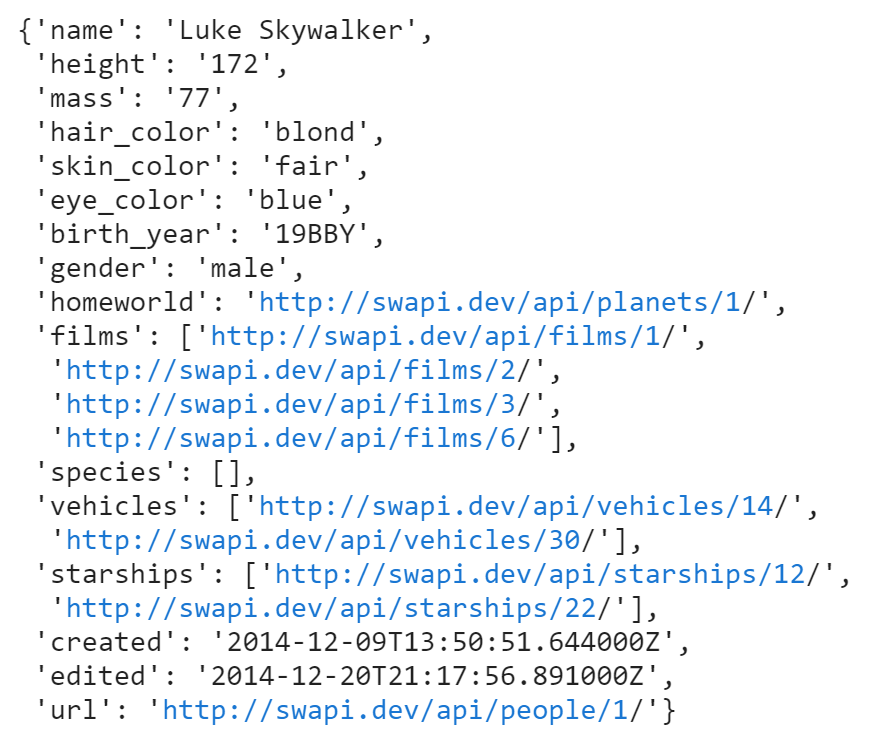 {'name': 'Luke Skywalker',
'height': '172',
'mass': '77',
'hair_color': 'blond',
'skin_color': 'fair',
'eye_color': 'blue',
'birth_year': '19BBY',
'gender': 'male',
'homeworld': 'http://swapi.dev/api/planets/1/',
'films': ['http://swapi.dev/api/films/1/',
'http://swapi.dev/api/films/2/',
'http://swapi.dev/api/films/3/',
'http://swapi.dev/api/films/6/'],
'species': [],
'vehicles': ['http://swapi.dev/api/vehicles/14/',
'http://swapi.dev/api/vehicles/30/'],
'starships': ['http://swapi.dev/api/starships/12/',
'http://swapi.dev/api/starships/22/'],
'created': '2014-12-09T13:50:51.644000Z',
'edited': '2014-12-20T21:17:56.891000Z',
'url': 'http://swapi.dev/api/people/1/'}